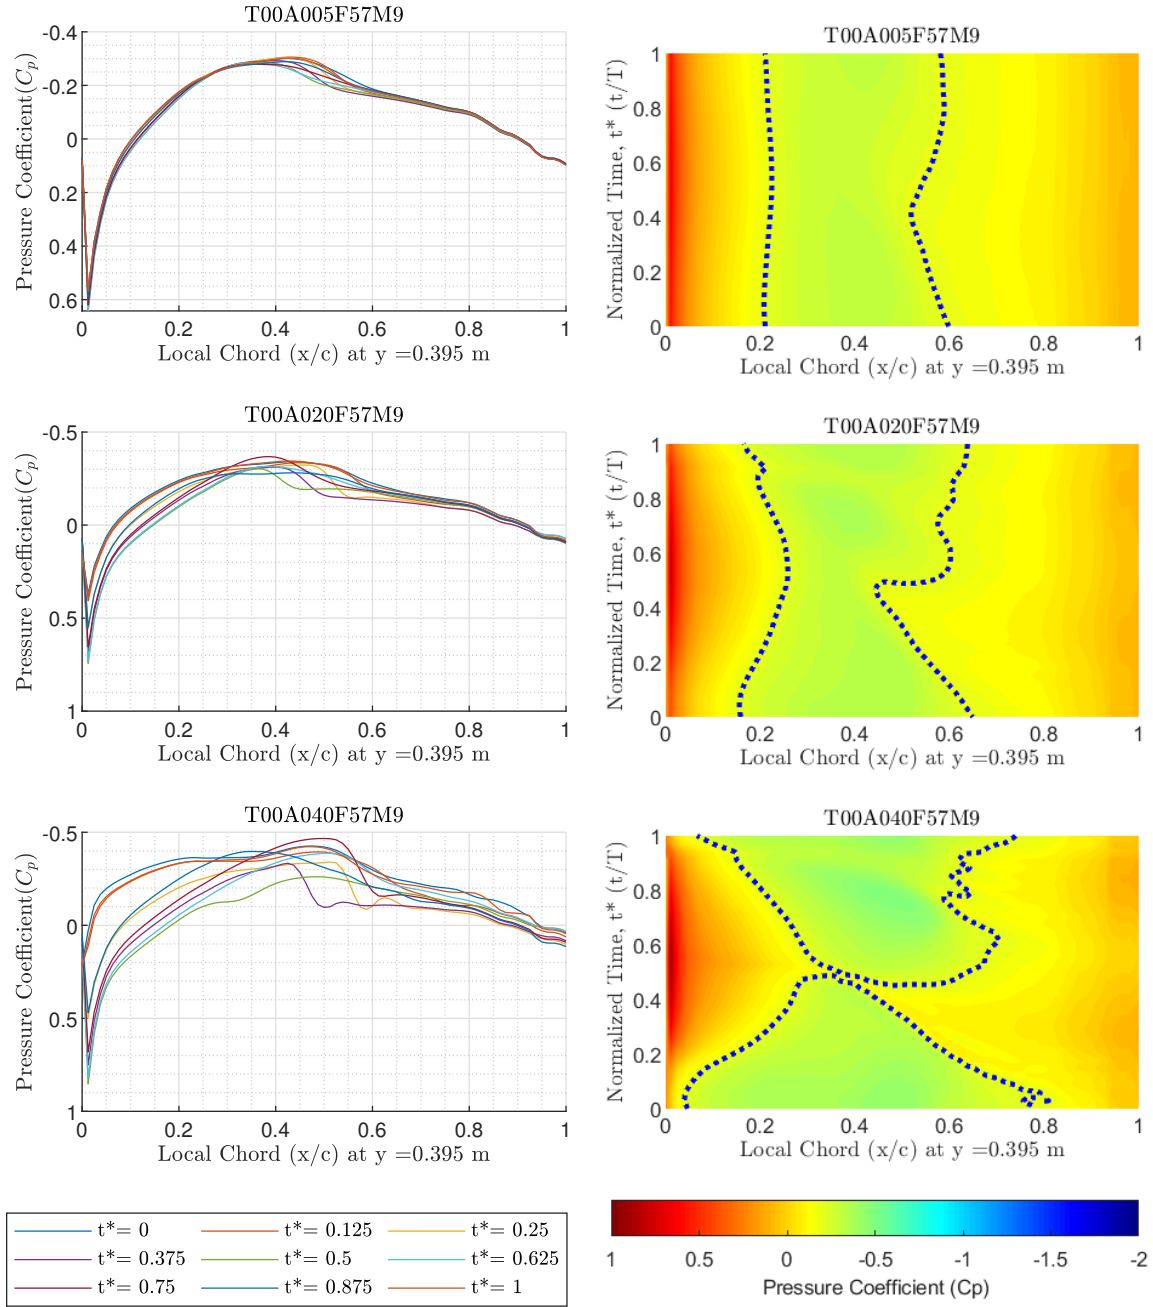 T00A005F57M9
-0.4
-0.2
0
0.2
0.4
0.6
Pressure Coefficient(C_p)
0 0.2 0.4 0.6 0.8 1
Local Chord (x/c) at y =0.395 m
T00A005F57M9
1
0.8
0.6
0.4
0.2
0
Normalized Time, t* (t/T)
0 0.2 0.4 0.6 0.8 1
Local Chord (x/c) at y =0.395 m
T00A020F57M9
-0.5
0
0.5
1
Pressure Coefficient(C_p)
0 0.2 0.4 0.6 0.8 1
Local Chord (x/c) at y =0.395 m
T00A020F57M9
1
0.8
0.6
0.4
0.2
0
Normalized Time, t* (t/T)
0 0.2 0.4 0.6 0.8 1
Local Chord (x/c) at y =0.395 m
T00A040F57M9
-0.5
0
0.5
1
Pressure Coefficient(C_p)
0 0.2 0.4 0.6 0.8 1
Local Chord (x/c) at y =0.395 m
T00A040F57M9
1
0.8
0.6
0.4
0.2
0
Normalized Time, t* (t/T)
0 0.2 0.4 0.6 0.8 1
Local Chord (x/c) at y =0.395 m
t*= 0 t*= 0.125 t*= 0.25
t*= 0.375 t*= 0.5 t*= 0.625
t*= 0.75 t*= 0.875 t*= 1
1 0.5 0 -0.5 -1 -1.5 -2
Pressure Coefficient (Cp)